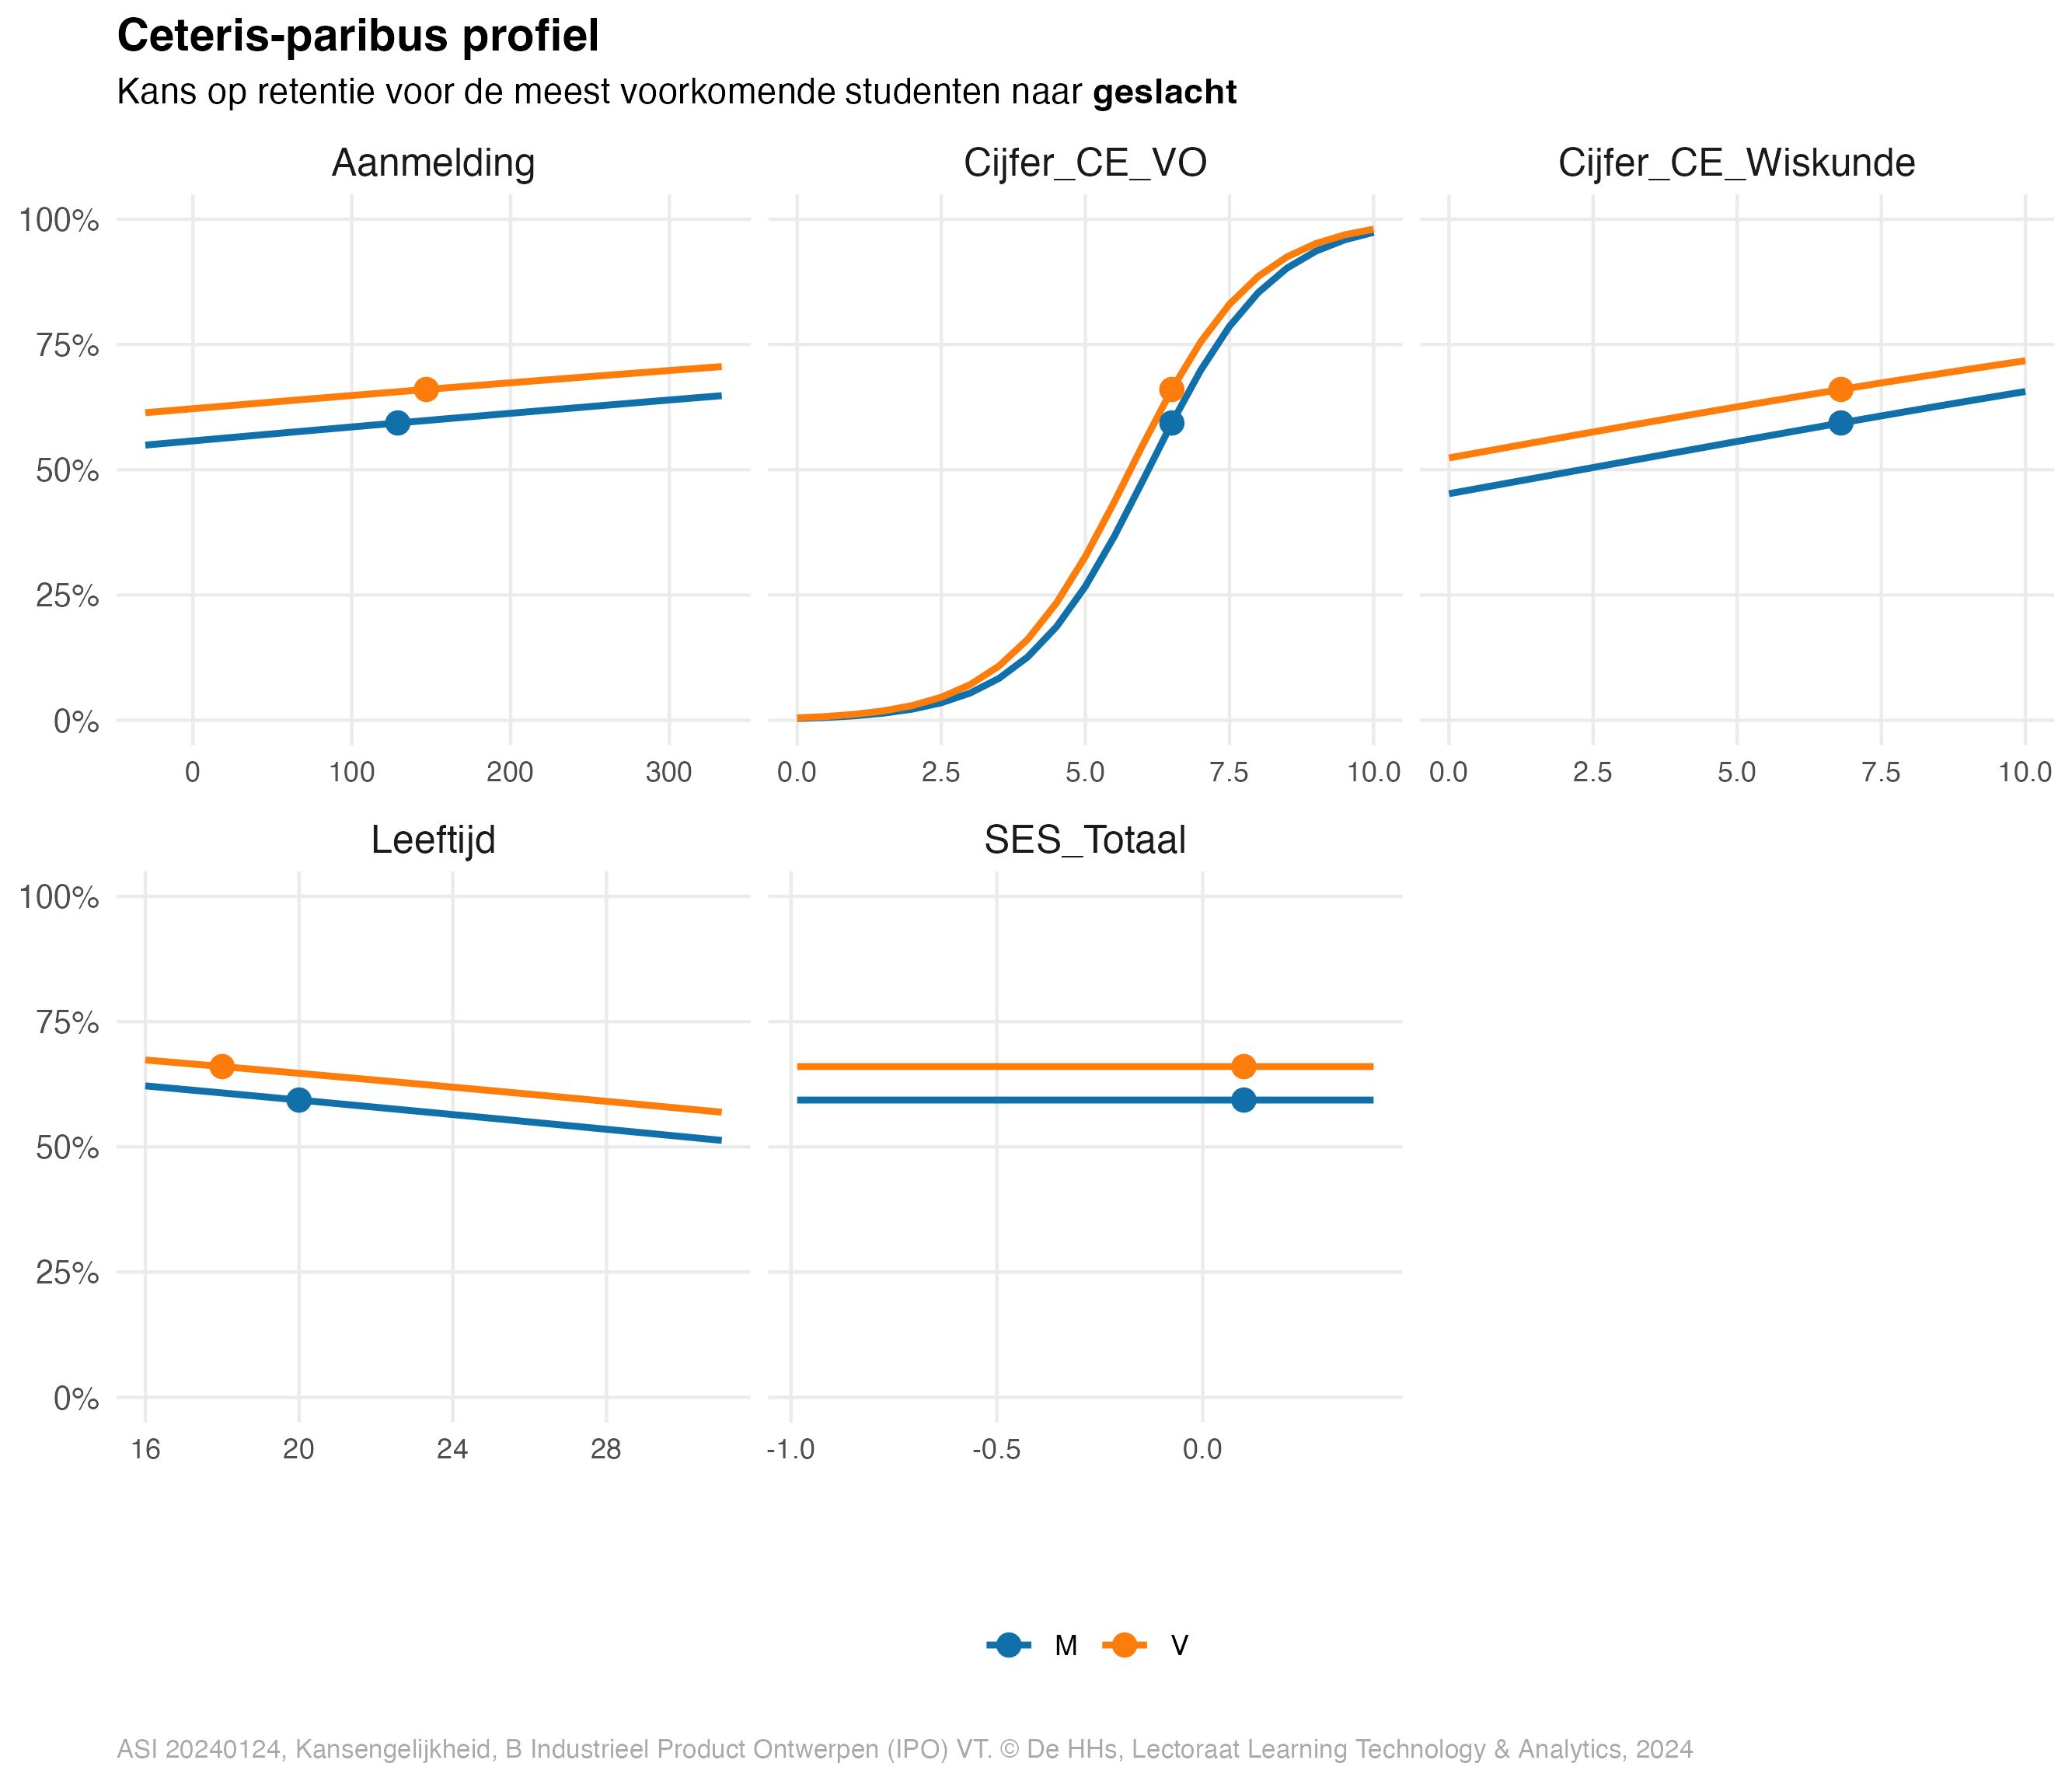 Ceteris-paribus profiel
Kans op retentie voor de meest voorkomende studenten naar geslacht
Aanmelding
Cijfer_CE_VO
Cijfer_CE_Wiskunde
100%
75%
50%
25%
0%
0 100 200 300
0.0 2.5 5.0 7.5 10.0
0.0 2.5 5.0 7.5 10.0
Leeftijd
SES_Totaal
100%
75%
50%
25%
0%
16 20 24 28
-1.0 -0.5 0.0
M V
ASI 20240124, Kansengelijkheid, B Industrieel Product Ontwerpen (IPO) VT. © De HHs, Lectoraat Learning Technology & Analytics, 2024